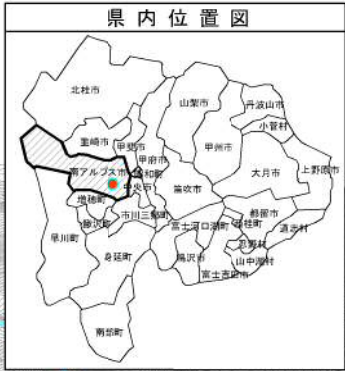 県内位置図
北杜市
山梨市
丹波山市
小菅村
韮崎市
甲斐市
甲府市
甲州市
大月市
上野原市
南アルプス市
昭和町
中央市
笛吹市
増穂町
市川三郷町
都留市
道志村
鰍沢町
富士河口湖町
西桂町
忍野村
早川町
身延町
鳴沢市
山中湖村
富士吉田市
南部町